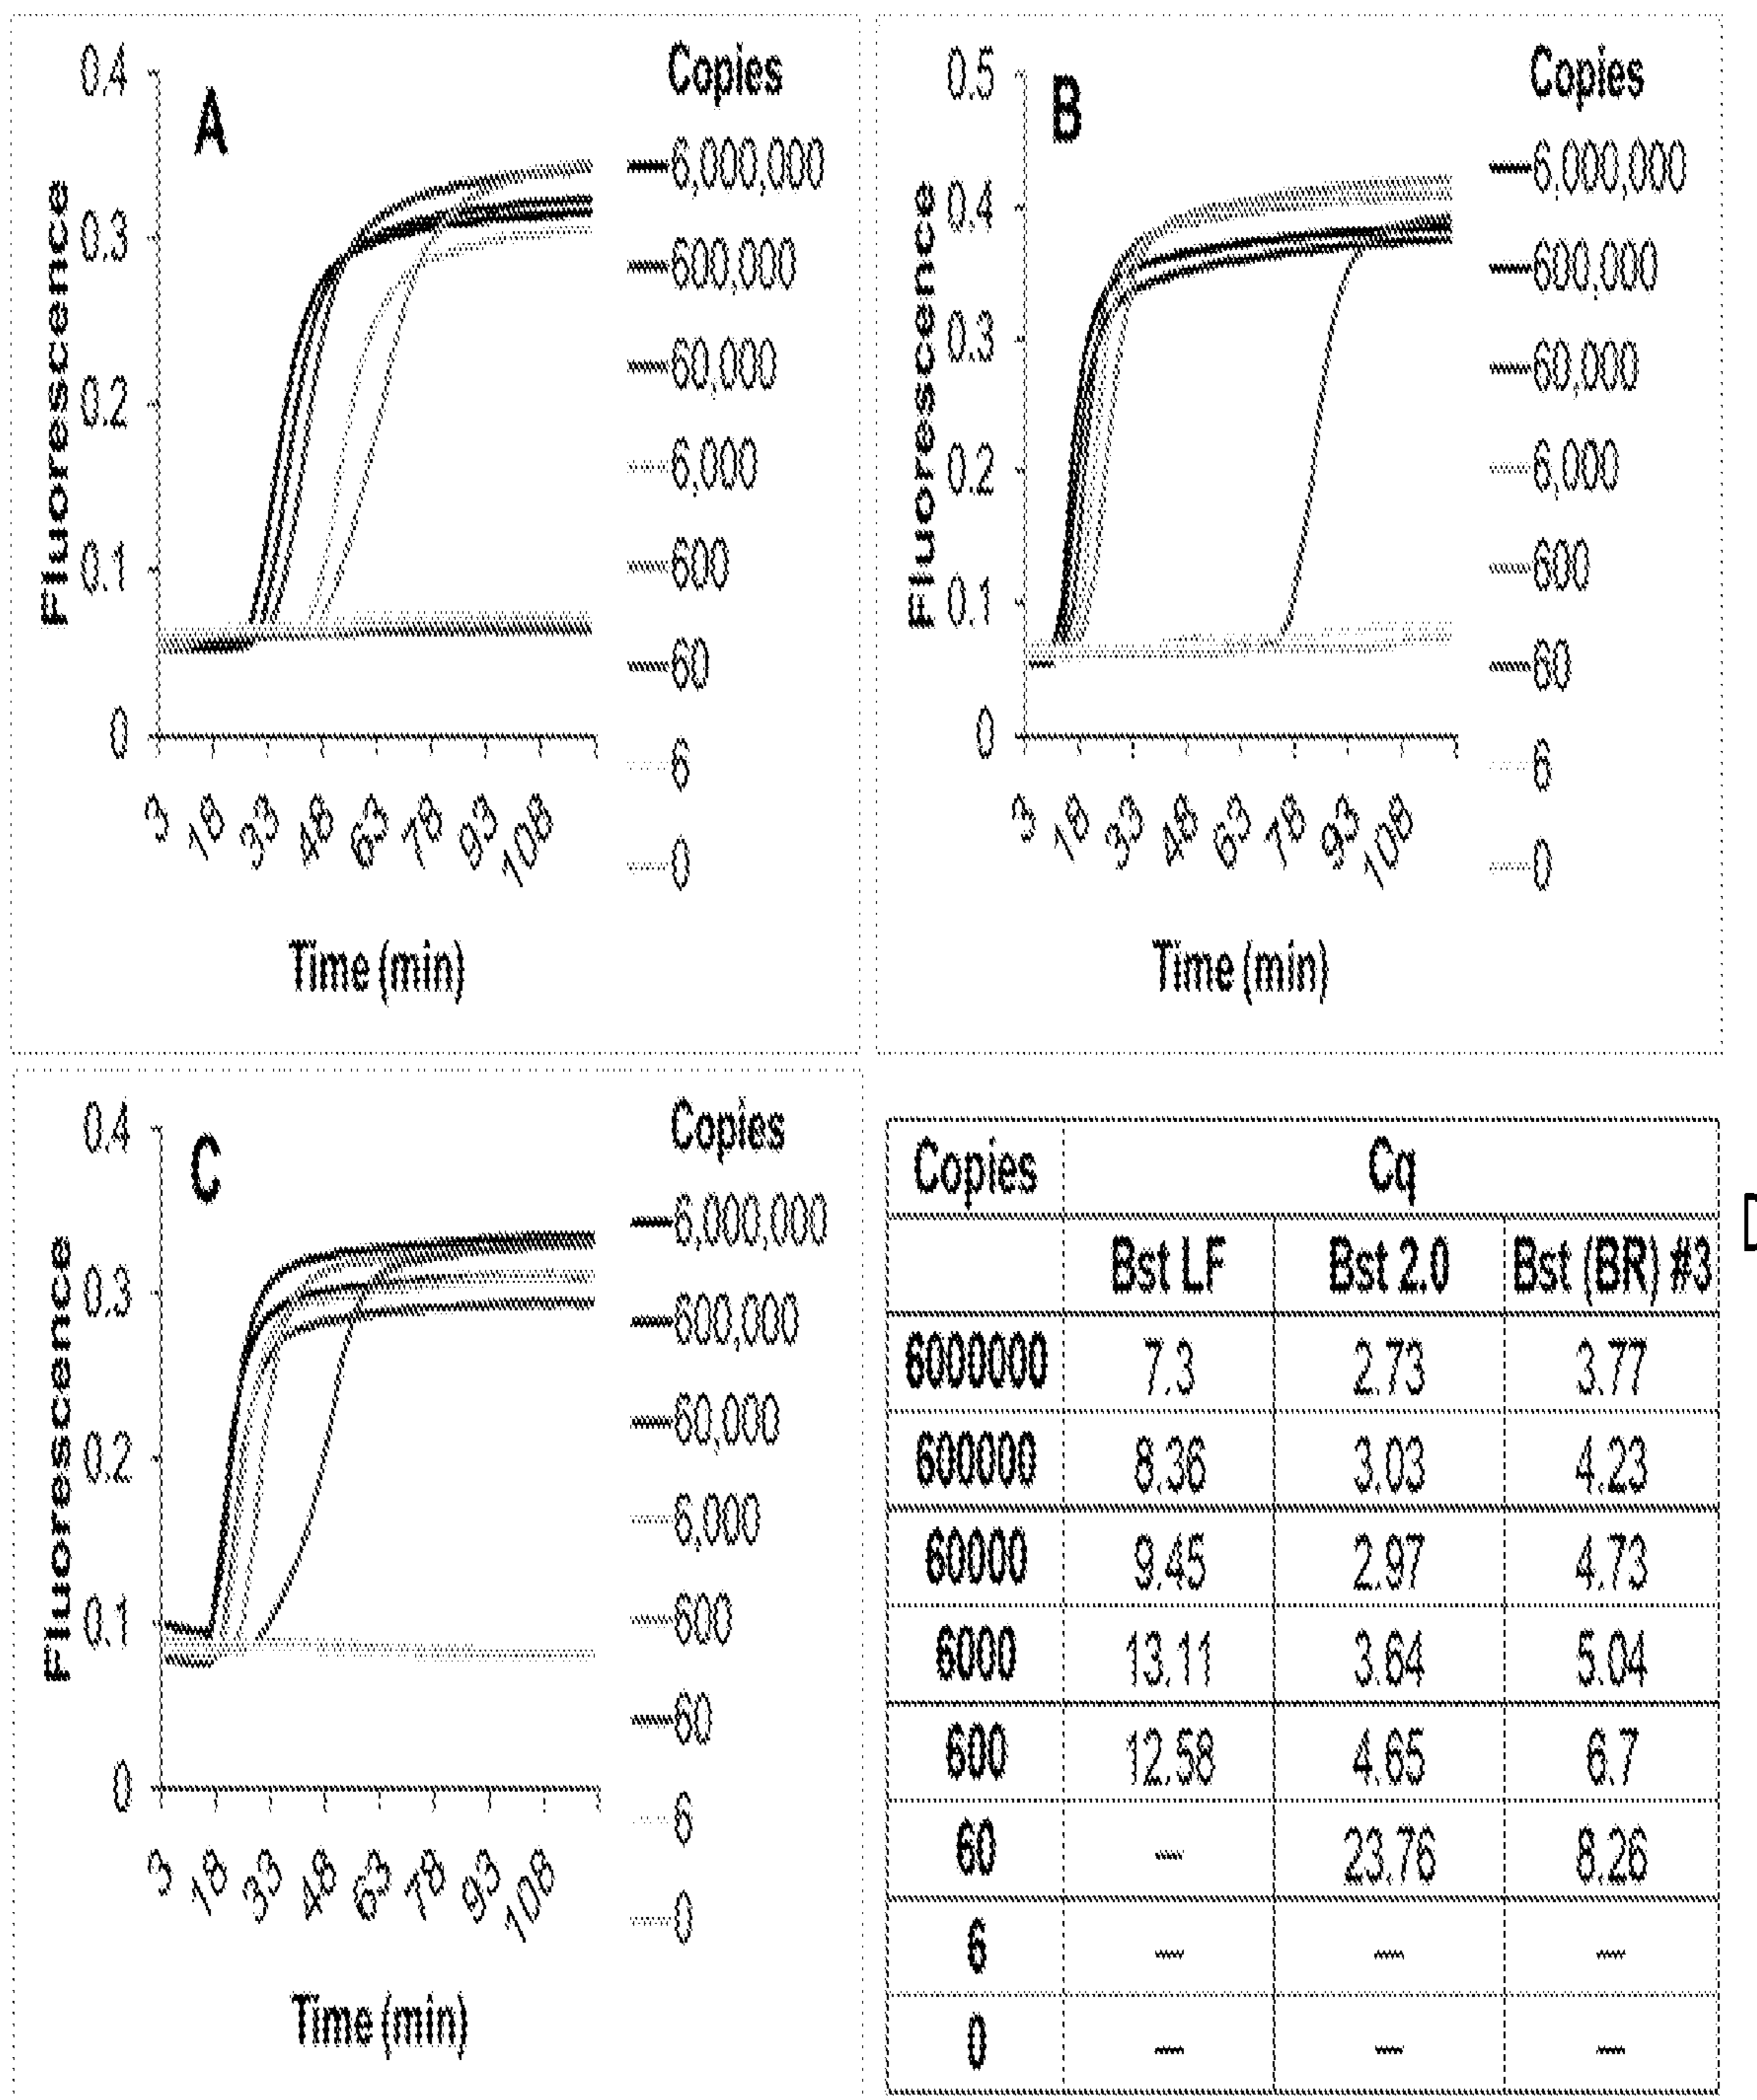 A
Copies
0.4
0.3
0.2
0.1
0
Fluorescence
3 18 33 48 63 78 93 108
Time (min)
6,000,000
600,000
60,000
6,000
600
60
6
0
B
Copies
0.5
0.4
0.3
0.2
0.1
0
Fluorescence
3 18 33 48 63 78 93 108
Time (min)
6,000,000
600,000
60,000
6,000
600
60
6
0
C
Copies
0.4
0.3
0.2
0.1
0
Fluorescence
3 18 33 48 63 78 93 108
Time (min)
6,000,000
600,000
60,000
6,000
600
60
6
0
D
Copies Cq
Bst LF Bst 2.0 Bst (BR) #3
6000000 7.3 2.73 3.77
600000 8.36 3.03 4.23
60000 9.45 2.97 4.73
6000 13.11 3.64 5.04
600 12.58 4.65 6.7
60 — 23.76 8.26
6 — — —
0 — — —